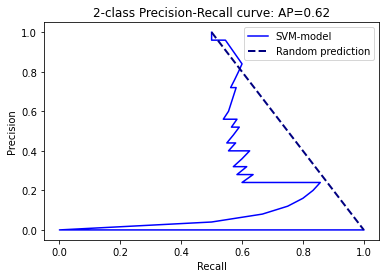 2-class Precision-Recall curve: AP=0.62
SVM-model
Random prediction
Precision
1.0
0.8
0.6
0.4
0.2
0.0
0.0 0.2 0.4 0.6 0.8 1.0
Recall